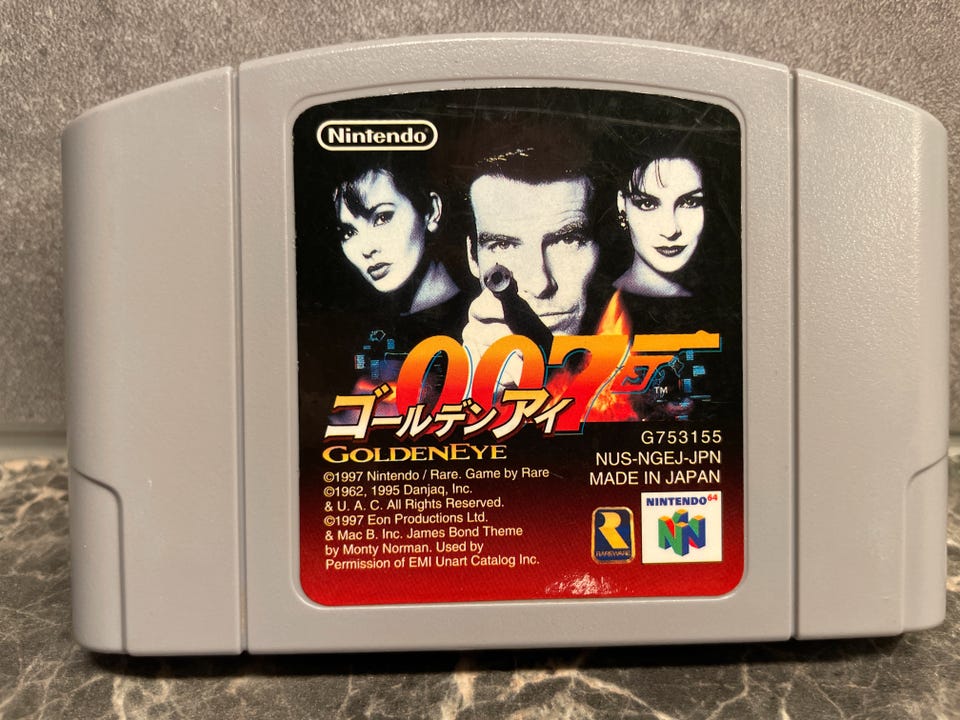 Nintendo®
007
TM
ゴールデンアイ
GOLDENEYE
G753155
NUS-NGEJ-JPN
MADE IN JAPAN
©1997 Nintendo / Rare. Game by Rare
©1962, 1995 Danjaq, Inc.
& U. A. C. All Rights Reserved.
©1997 Eon Productions Ltd.
& Mac B. Inc. James Bond Theme
by Monty Norman. Used by
Permission of EMI Unart Catalog Inc.
R
RAREWARE
NINTENDO64
N